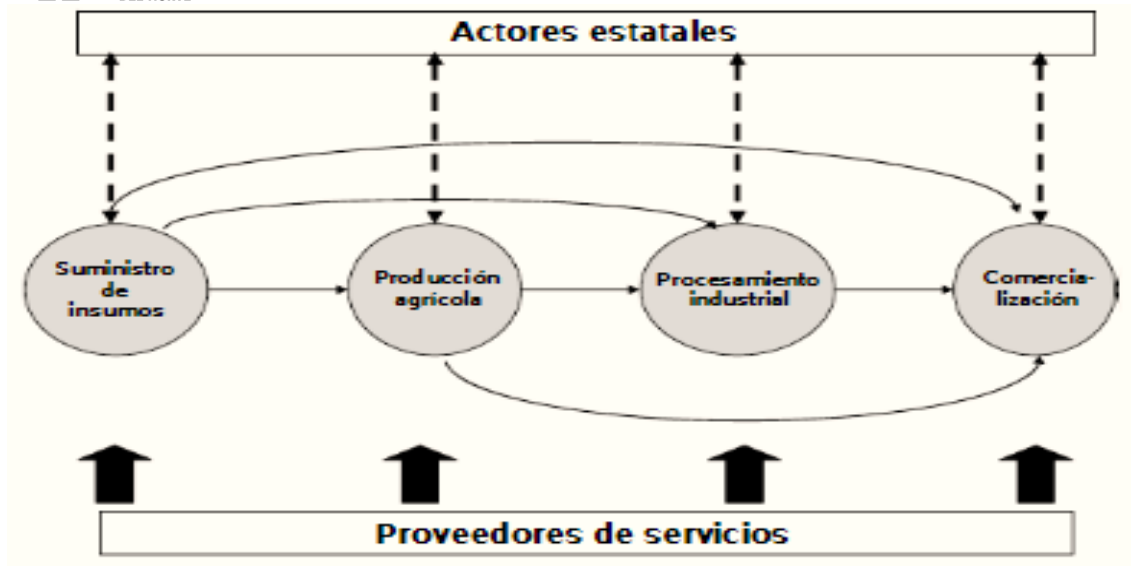 Actores estatales
Suministro
de
insumos
Producción
agrícola
Procesamiento
industrial
Comercia-
lización
Proveedores de servicios